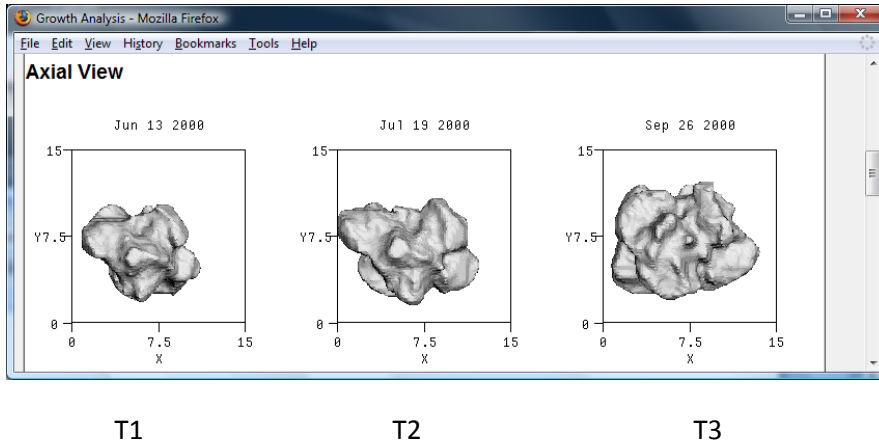 Growth Analysis - Mozilla Firefox
File Edit View History Bookmarks Tools Help
Axial View
Jun 13 2000 Jul 19 2000 Sep 26 2000
15 15 15
Y7.5 Y7.5 Y7.5
0 0 0
0 7.5 15 0 7.5 15 0 7.5 15
X X X
T1 T2 T3